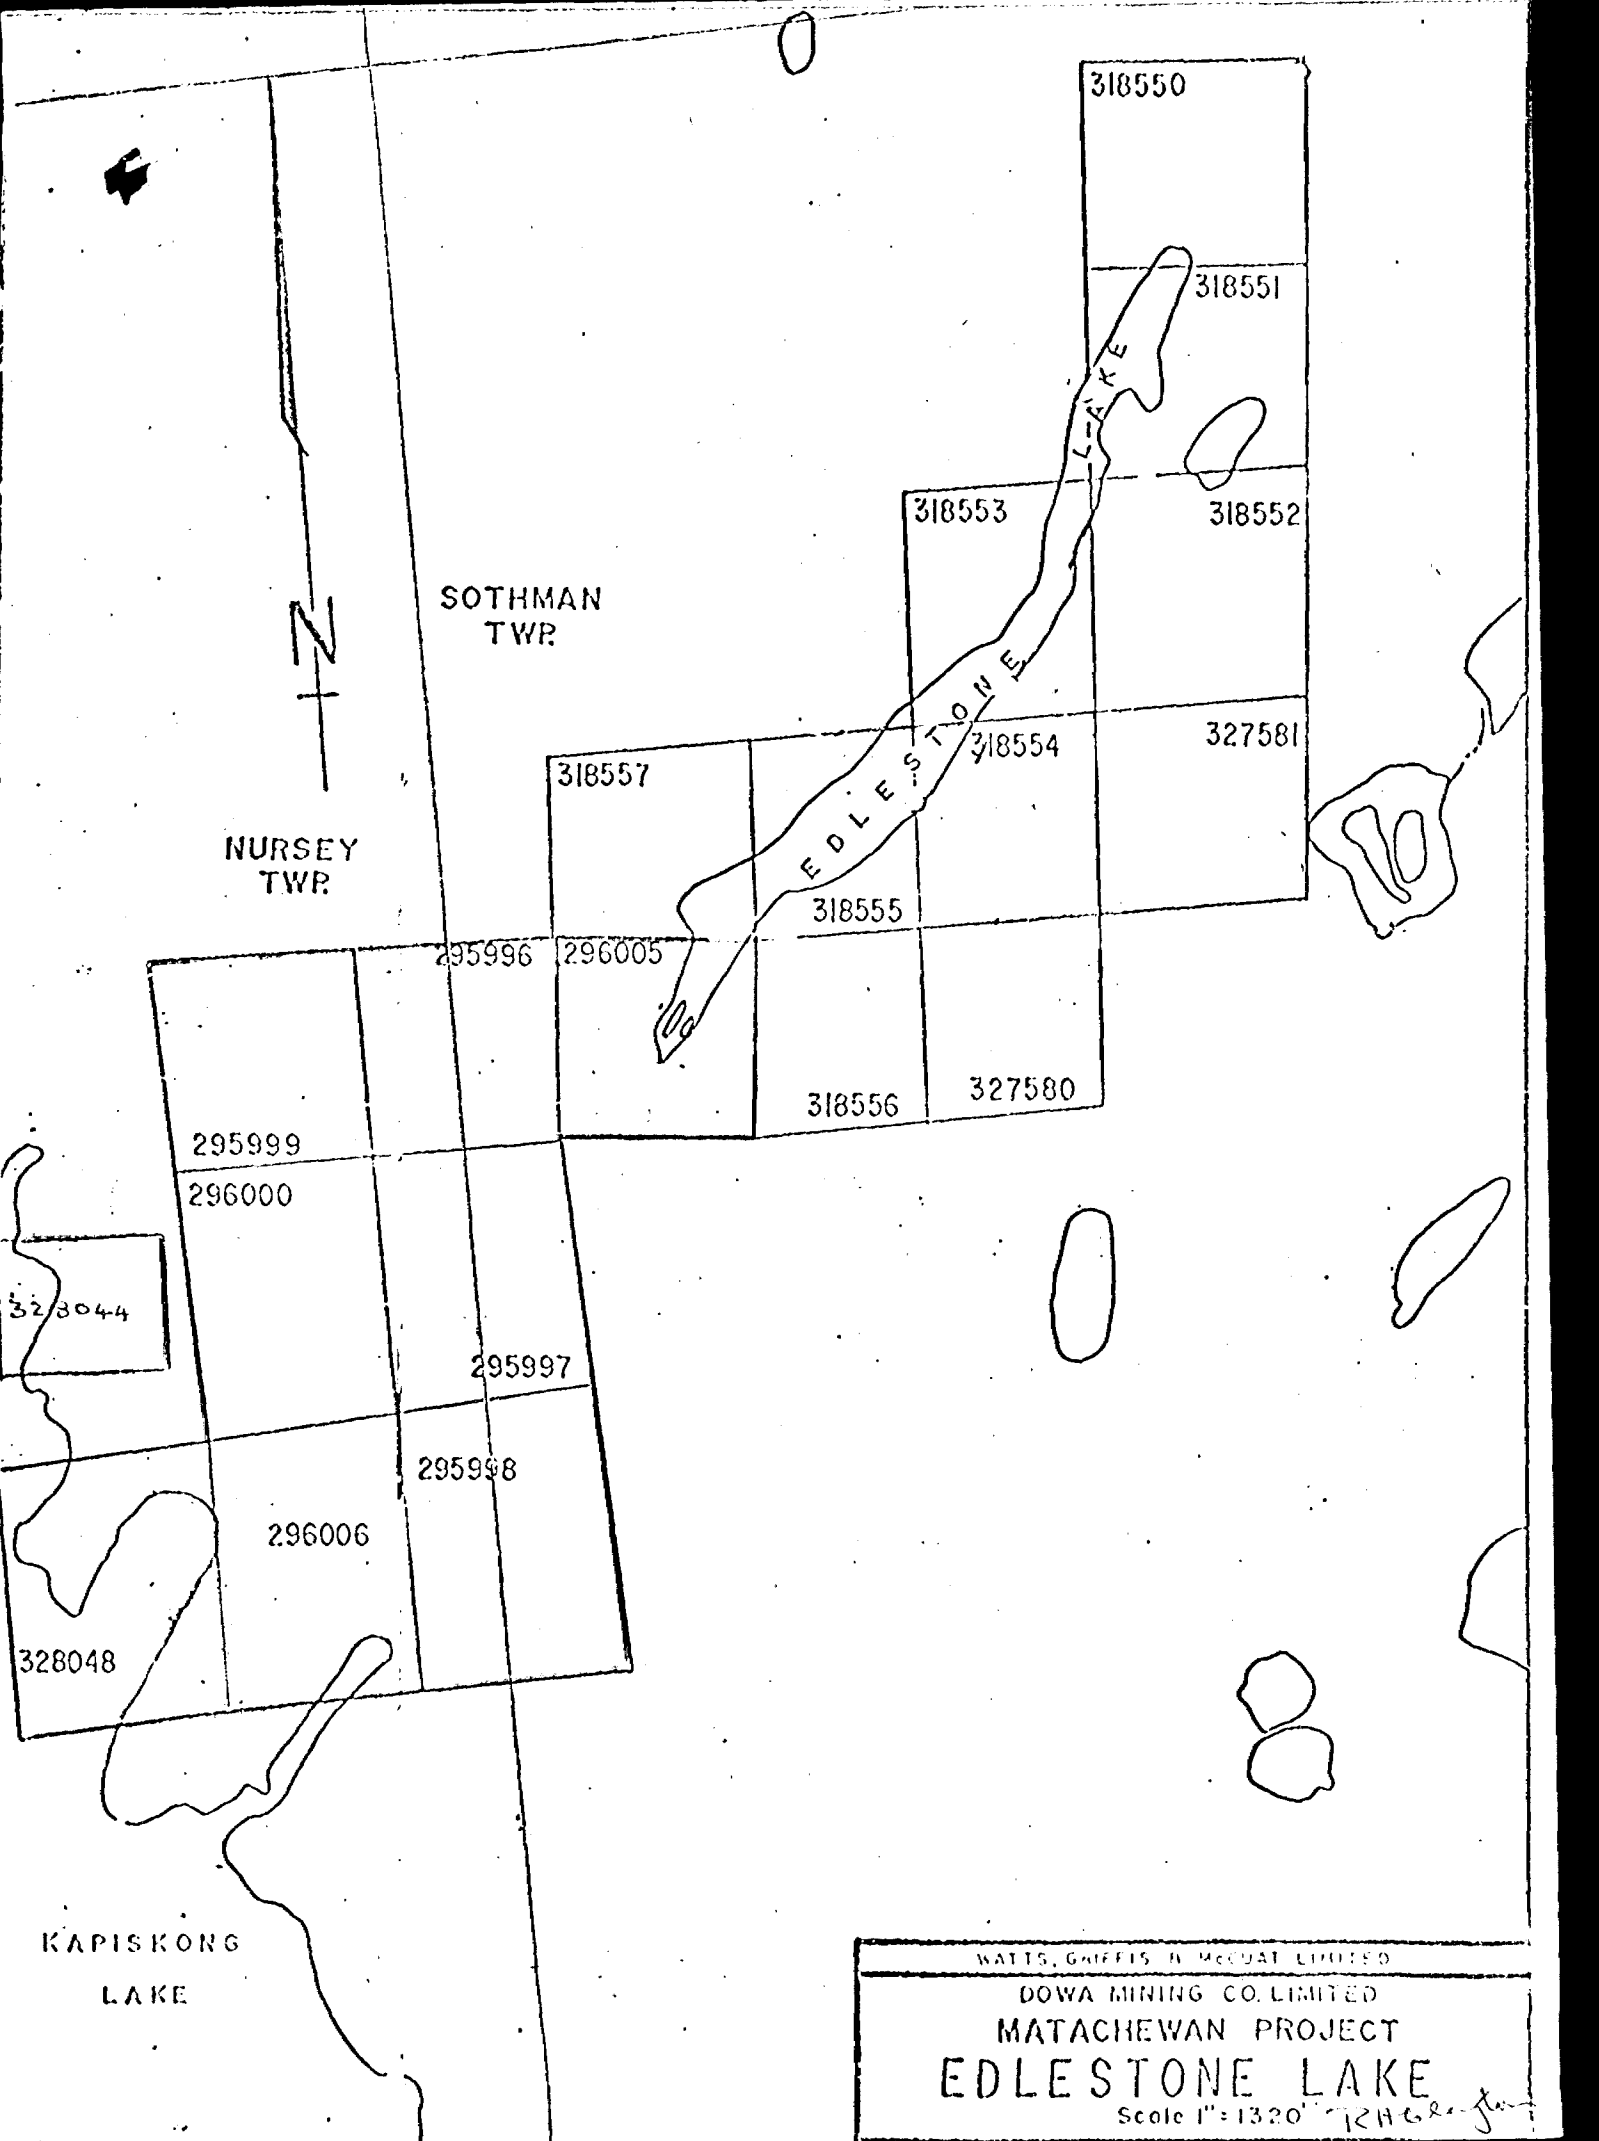 318550
318551
LAKE
318553
318552
SOTHMAN
TWP.
N
EDLESTONE
318554
327581
318557
NURSEY
TWP.
318555
295996
296005
327580
318556
295999
296000
328044
295997
295998
296006
328048
KAPISKONG
LAKE
WATTS, GRIFFIS & McOUAT LIMITED
DOWA MINING CO. LIMITED
MATACHEWAN PROJECT
EDLESTONE LAKE
Scale 1" = 1320'